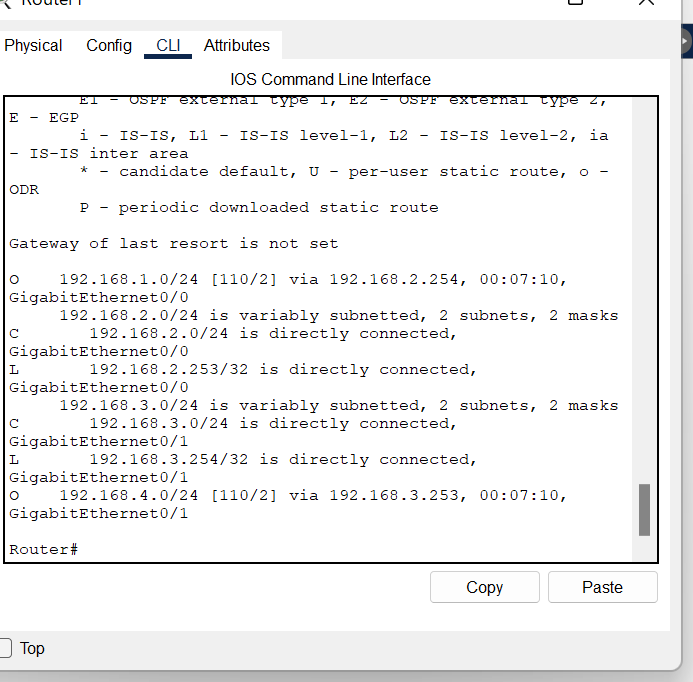 Physical Config CLI Attributes
IOS Command Line Interface
E1 - OSPF external type 1, E2 - OSPF external type 2,
E - EGP
i - IS-IS, L1 - IS-IS level-1, L2 - IS-IS level-2, ia
- IS-IS inter area
* - candidate default, U - per-user static route, o -
ODR
P - periodic downloaded static route
Gateway of last resort is not set
O 192.168.1.0/24 [110/2] via 192.168.2.254, 00:07:10,
GigabitEthernet0/0
192.168.2.0/24 is variably subnetted, 2 subnets, 2 masks
C 192.168.2.0/24 is directly connected,
GigabitEthernet0/0
L 192.168.2.253/32 is directly connected,
GigabitEthernet0/0
192.168.3.0/24 is variably subnetted, 2 subnets, 2 masks
C 192.168.3.0/24 is directly connected,
GigabitEthernet0/1
L 192.168.3.254/32 is directly connected,
GigabitEthernet0/1
O 192.168.4.0/24 [110/2] via 192.168.3.253, 00:07:10,
GigabitEthernet0/1
Router#
Copy Paste
Top